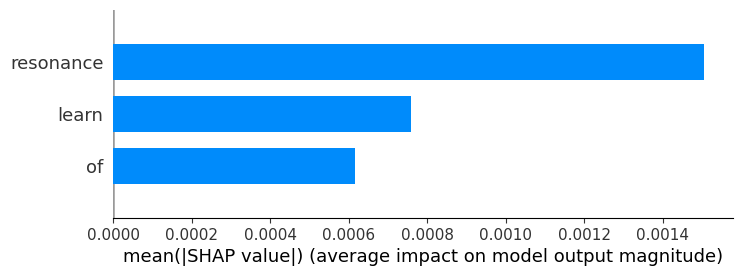 resonance
learn
of
0.0000 0.0002 0.0004 0.0006 0.0008 0.0010 0.0012 0.0014
mean(|SHAP value|) (average impact on model output magnitude)